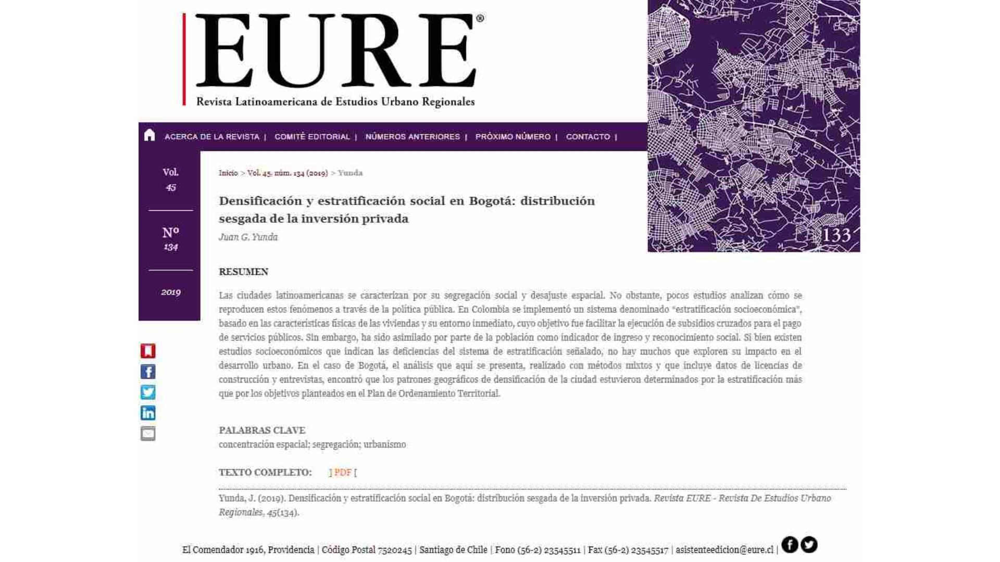 EURE®
Revista Latinoamericana de Estudios Urbano Regionales
ACERCA DE LA REVISTA | COMITÉ EDITORIAL | NÚMEROS ANTERIORES | PRÓXIMO NÚMERO | CONTACTO |
Vol.
45
Nº
134
2019
133
Inicio > Vol. 45, núm. 134 (2019) > Yunda
Densificación y estratificación social en Bogotá: distribución
sesgada de la inversión privada
Juan G. Yunda
RESUMEN
Las ciudades latinoamericanas se caracterizan por su segregación social y desajuste espacial. No obstante, pocos estudios analizan cómo se
reproducen estos fenómenos a través de la política pública. En Colombia se implementó un sistema denominado “estratificación socioeconómica”,
basado en las características físicas de las viviendas y su entorno inmediato, cuyo objetivo fue facilitar la ejecución de subsidios cruzados para el pago
de servicios públicos. Sin embargo, ha sido asimilado por parte de la población como indicador de ingreso y reconocimiento social. Si bien existen
estudios socioeconómicos que indican las deficiencias del sistema de estratificación señalado, no hay muchos que exploren su impacto en el
desarrollo urbano. En el caso de Bogotá, el análisis que aquí se presenta, realizado con métodos mixtos y que incluye datos de licencias de
construcción y entrevistas, encontró que los patrones geográficos de densificación de la ciudad estuvieron determinados por la estratificación más
que por los objetivos planteados en el Plan de Ordenamiento Territorial.
PALABRAS CLAVE
concentración espacial; segregación; urbanismo
TEXTO COMPLETO: ] PDF [
Yunda, J. (2019). Densificación y estratificación social en Bogotá: distribución sesgada de la inversión privada. Revista EURE - Revista De Estudios Urbano
Regionales, 45(134).
El Comendador 1916, Providencia | Código Postal 7520245 | Santiago de Chile | Fono (56-2) 23545511 | Fax (56-2) 23545517 | asistenteedicion@eure.cl |